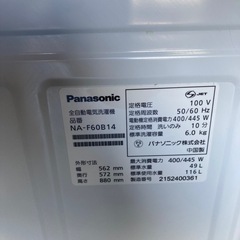 Panasonic
JET
全自動電気洗濯機
品番
NA-F60B14
定格電圧 100 V
定格周波数 50/60 Hz
電動機定格消費電力 400/445 W
定格時間 洗いのみ 10 分
標準洗濯容量 6.0 kg
パナソニック株式会社
中国製
外形寸法
幅 562 mm
奥行 572 mm
高さ 880 mm
最大消費電力 400/445 W
標準水量 49 L
標準使用水量 116 L
製造番号 2152400361